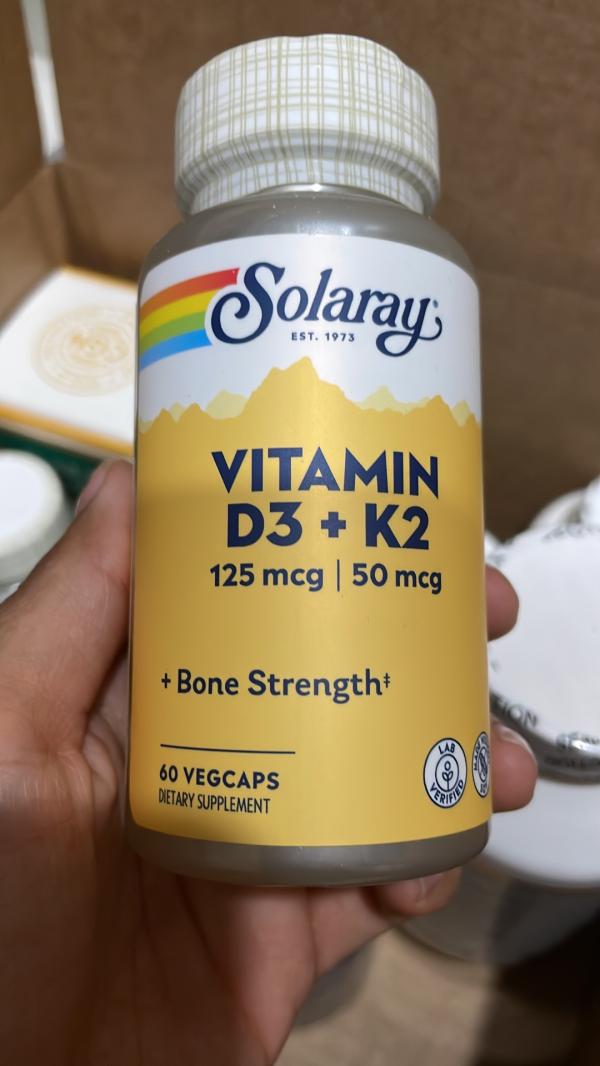 Solaray
EST. 1973
VITAMIN
D3 + K2
125 mcg | 50 mcg
+ Bone Strength‡
60 VEGCAPS
DIETARY SUPPLEMENT
LAB
VERIFIED